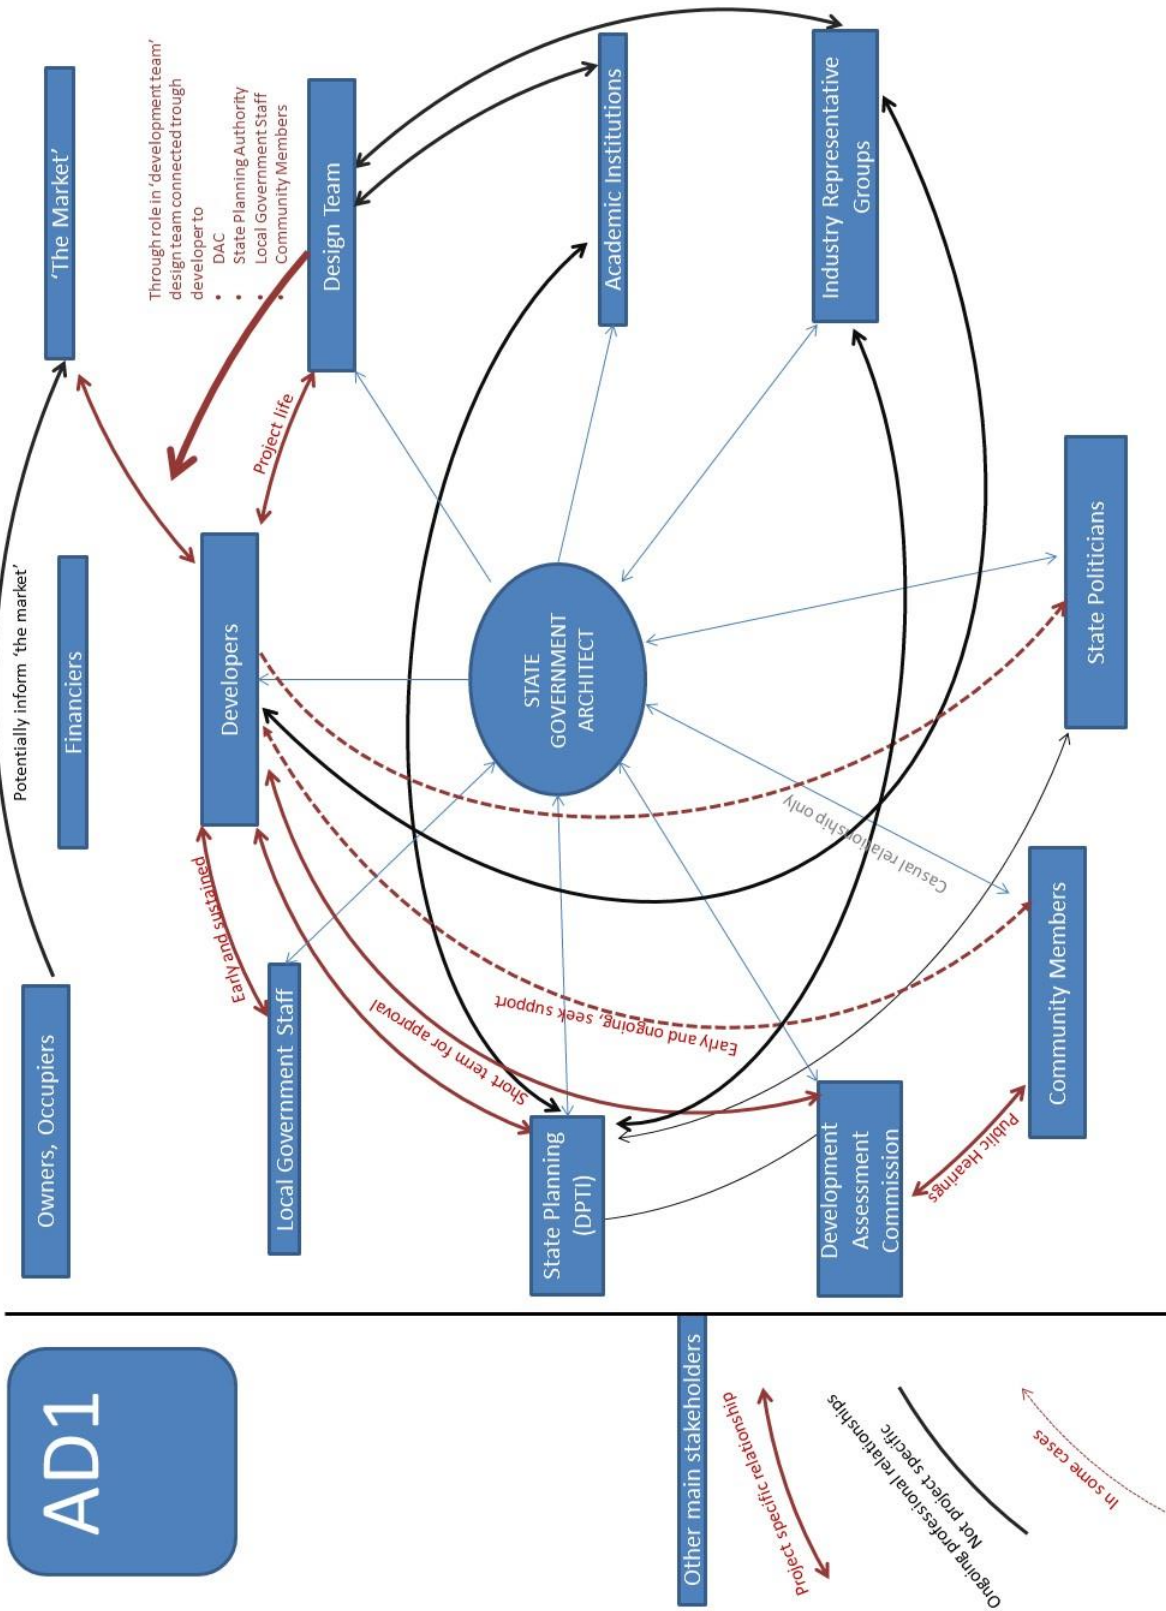 AD1
Other main stakeholders
Project specific relationship
Ongoing professional relationships
Not project specific
In some cases
Owners, Occupiers
Potentially inform ‘the market’
Financiers
‘The Market’
Through role in ‘development team’
design team connected trough
developer to
• DAC
• State Planning Authority
• Local Government Staff
• Community Members
Early and sustained
Developers
Project life
Design Team
Local Government Staff
Short term for approval
Early and ongoing, seek support
State Planning
(DPTI)
STATE
GOVERNMENT
ARCHITECT
Academic Institutions
Industry Representative
Groups
Casual relationship only
Development
Assessment
Commission
Public Hearings
Community Members
State Politicians